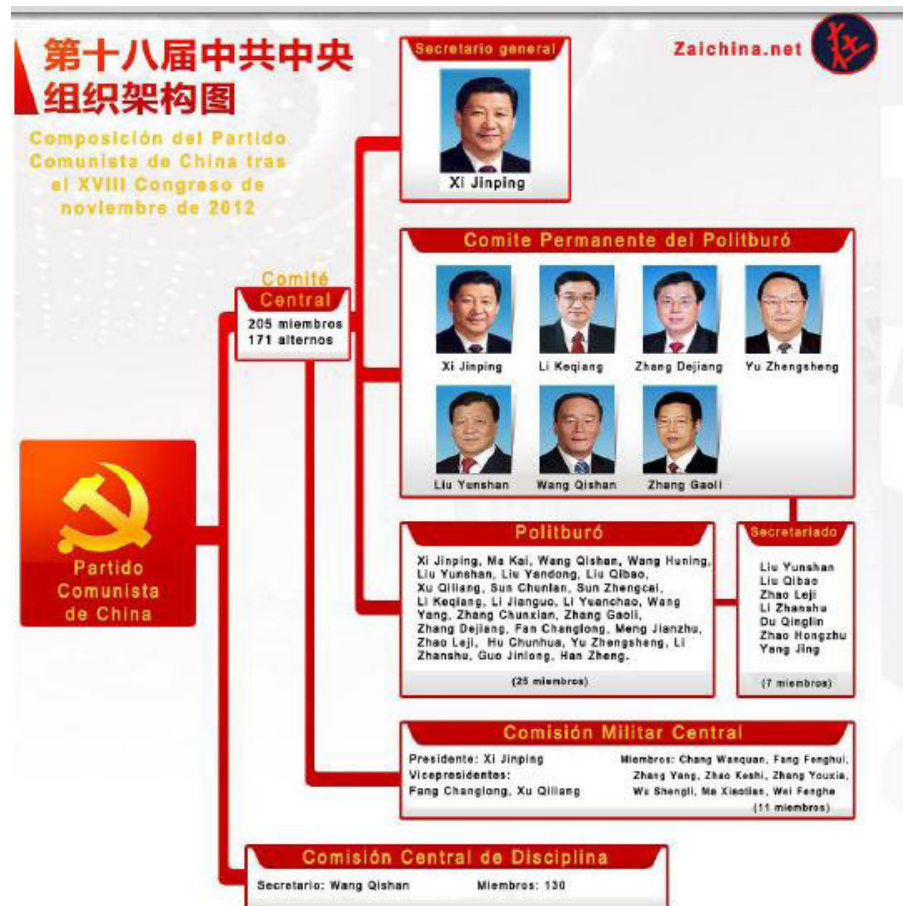 第十八届中共中央
组织架构图
Composición del Partido
Comunista de China tras
el XVIII Congreso de
noviembre de 2012
Zaichina.net
Secretario general
Xi Jinping
Comité
Central
205 miembros
171 alternos
Comite Permanente del Politburó
Xi Jinping
Li Keqiang
Zhang Dejiang
Yu Zhengsheng
Liu Yunshan
Wang Qishan
Zhang Gaoli
Partido
Comunista
de China
Politburó
Xi Jinping, Ma Kai, Wang Qishan, Wang Huning,
Liu Yunshan, Liu Yandong, Liu Qibao,
Xu Qiliang, Sun Chunlan, Sun Zhengcai,
Li Keqiang, Li Jianguo, Li Yuanchao, Wang
Yang, Zhang Chunxian, Zhang Gaoli,
Zhang Dejiang, Fan Changlong, Meng Jianzhu,
Zhao Leji, Hu Chunhua, Yu Zhengsheng, Li
Zhanshu, Guo Jinlong, Han Zheng.
(25 miembros)
Secretariado
Liu Yunshan
Liu Qibao
Zhao Leji
Li Zhanshu
Du Qinglin
Zhao Hongzhu
Yang Jing
(7 miembros)
Comisión Militar Central
Presidente: Xi Jinping
Vicepresidentes:
Fang Changlong, Xu Qiliang
Miembros: Chang Wanquan, Fang Fenghui,
Zhang Yang, Zhao Keshi, Zhang Youxia,
Wu Shengli, Ma Xiaotian, Wei Fenghe
(11 miembros)
Comisión Central de Disciplina
Secretario: Wang Qishan
Miembros: 130